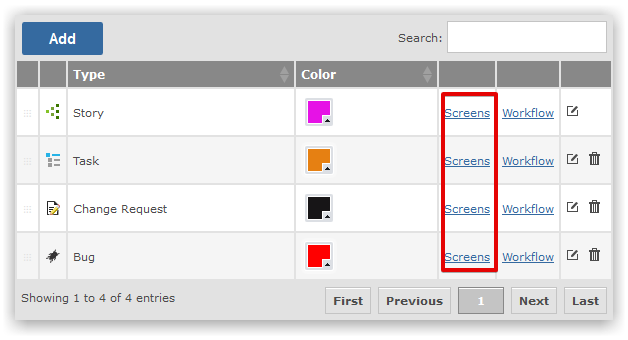 Add Search:
Type Color
Story Screens Workflow
Task Screens Workflow
Change Request Screens Workflow
Bug Screens Workflow
Showing 1 to 4 of 4 entries First Previous 1 Next Last